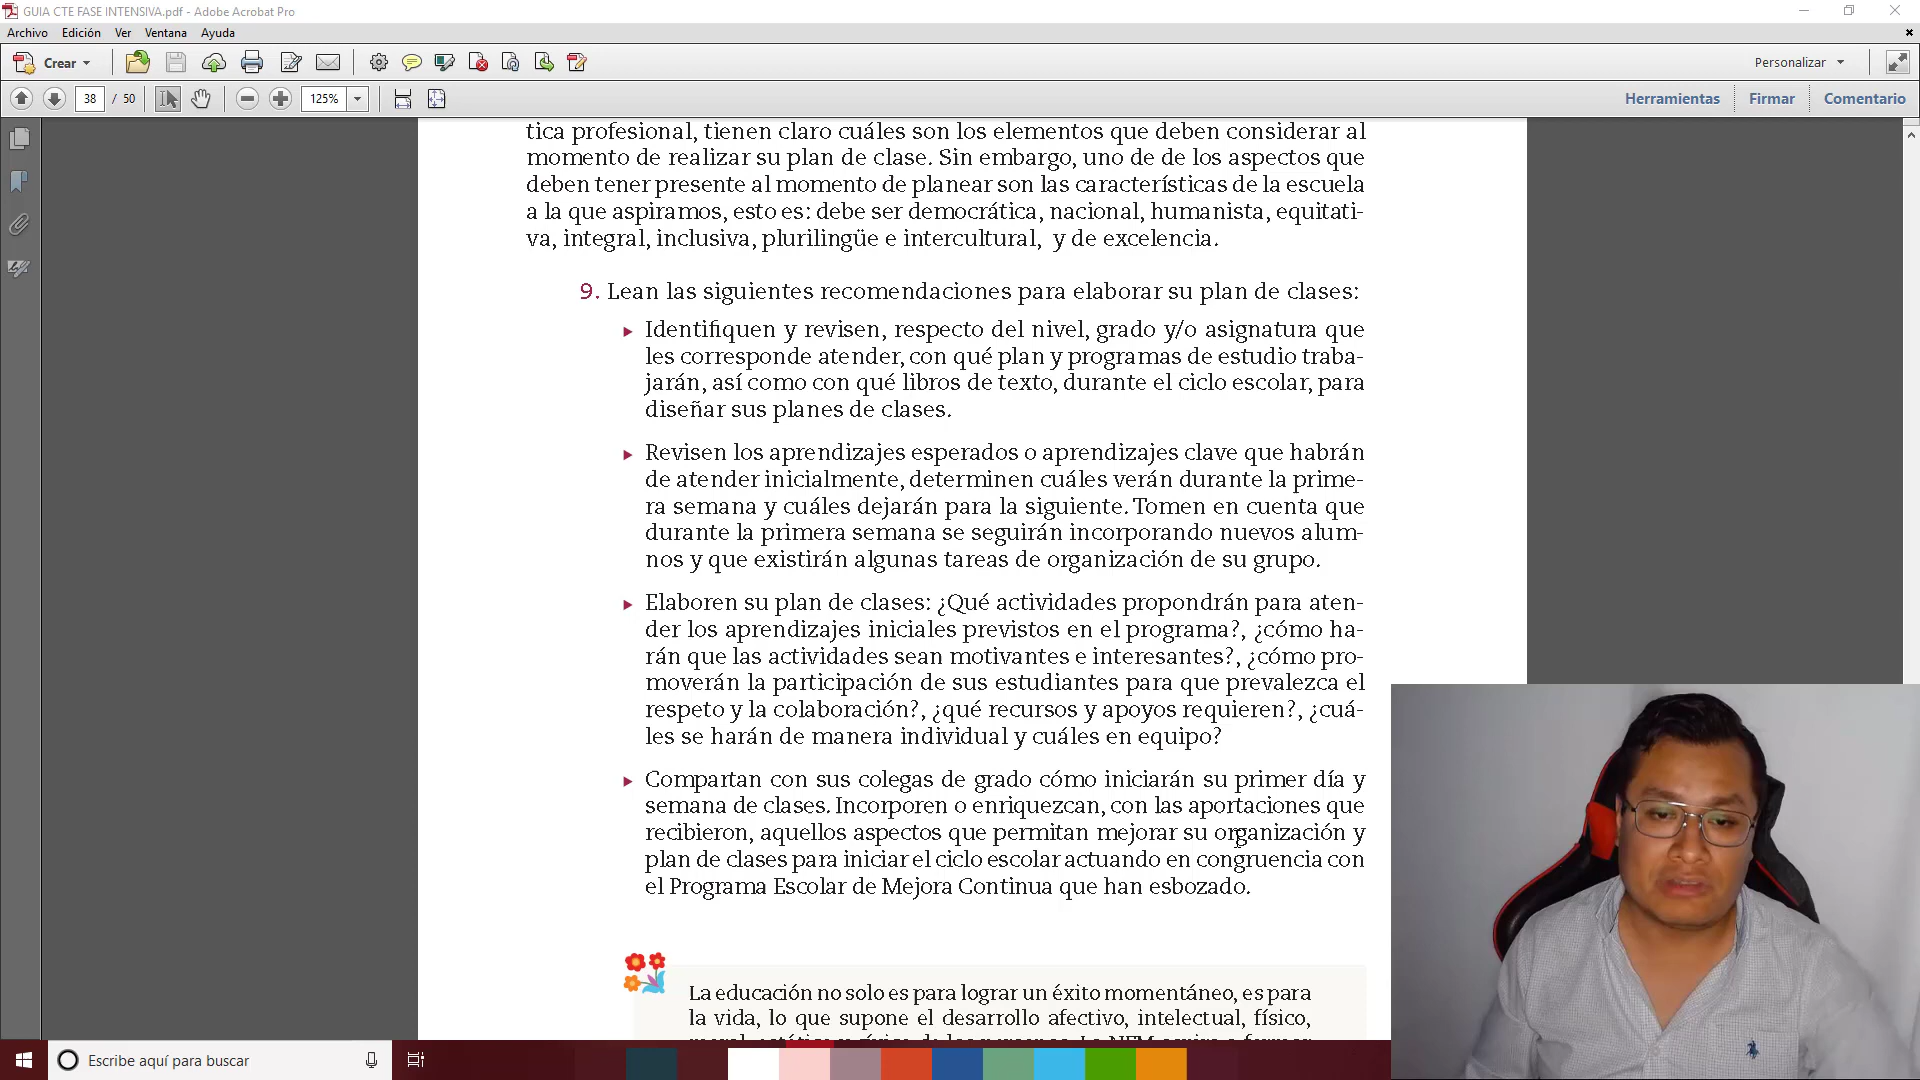 GUIA CTE FASE INTENSIVA.pdf - Adobe Acrobat Pro
Archivo Edición Ver Ventana Ayuda
Crear
Personalizar
38 / 50
125%
Herramientas Firmar Comentario
tica profesional, tienen claro cuáles son los elementos que deben considerar al
momento de realizar su plan de clase. Sin embargo, uno de de los aspectos que
deben tener presente al momento de planear son las características de la escuela
a la que aspiramos, esto es: debe ser democrática, nacional, humanista, equitati-
va, integral, inclusiva, plurilingüe e intercultural, y de excelencia.
9. Lean las siguientes recomendaciones para elaborar su plan de clases:
Identifiquen y revisen, respecto del nivel, grado y/o asignatura que
les corresponde atender, con qué plan y programas de estudio traba-
jarán, así como con qué libros de texto, durante el ciclo escolar, para
diseñar sus planes de clases.
Revisen los aprendizajes esperados o aprendizajes clave que habrán
de atender inicialmente, determinen cuáles verán durante la prime-
ra semana y cuáles dejarán para la siguiente. Tomen en cuenta que
durante la primera semana se seguirán incorporando nuevos alum-
nos y que existirán algunas tareas de organización de su grupo.
Elaboren su plan de clases: ¿Qué actividades propondrán para aten-
der los aprendizajes iniciales previstos en el programa?, ¿cómo ha-
rán que las actividades sean motivantes e interesantes?, ¿cómo pro-
moverán la participación de sus estudiantes para que prevalezca el
respeto y la colaboración?, ¿qué recursos y apoyos requieren?, ¿cuá-
les se harán de manera individual y cuáles en equipo?
Compartan con sus colegas de grado cómo iniciarán su primer día y
semana de clases. Incorporen o enriquezcan, con las aportaciones que
recibieron, aquellos aspectos que permitan mejorar su organización y
plan de clases para iniciar el ciclo escolar actuando en congruencia con
el Programa Escolar de Mejora Continua que han esbozado.
La educación no solo es para lograr un éxito momentáneo, es para
la vida, lo que supone el desarrollo afectivo, intelectual, físico,
Escribe aquí para buscar